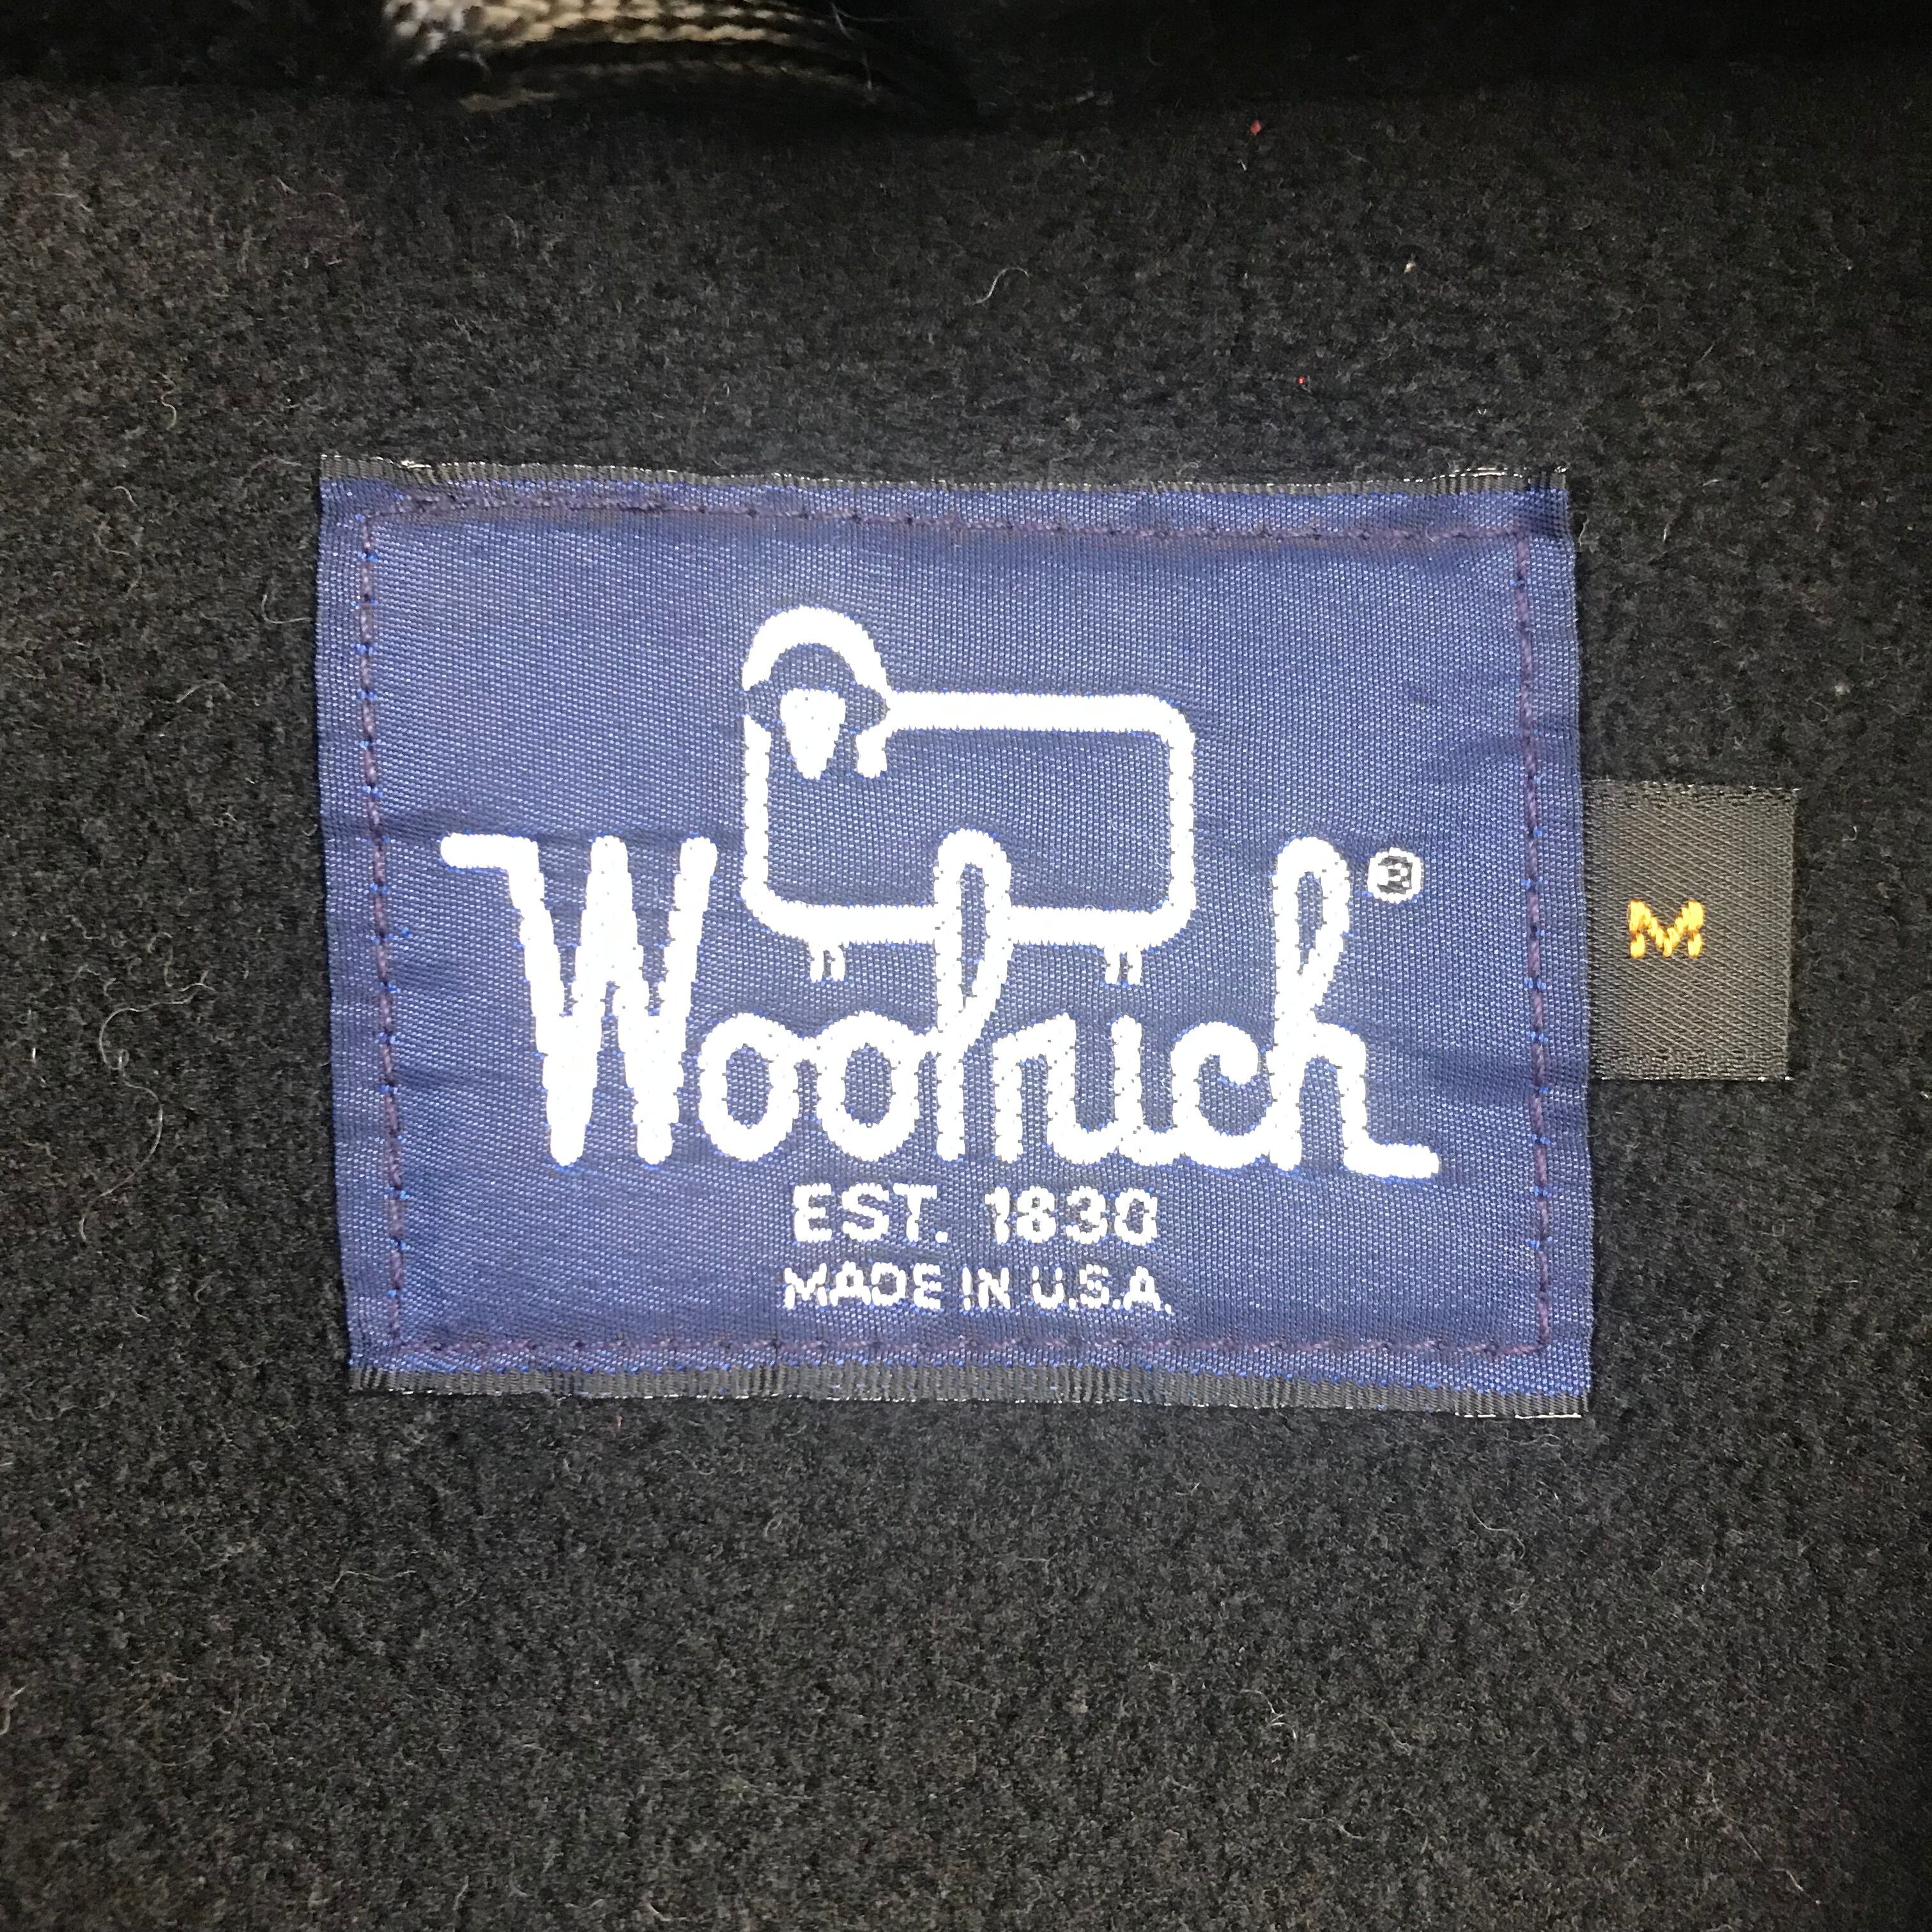 Woolrich®
M
EST. 1830
MADE IN U.S.A.